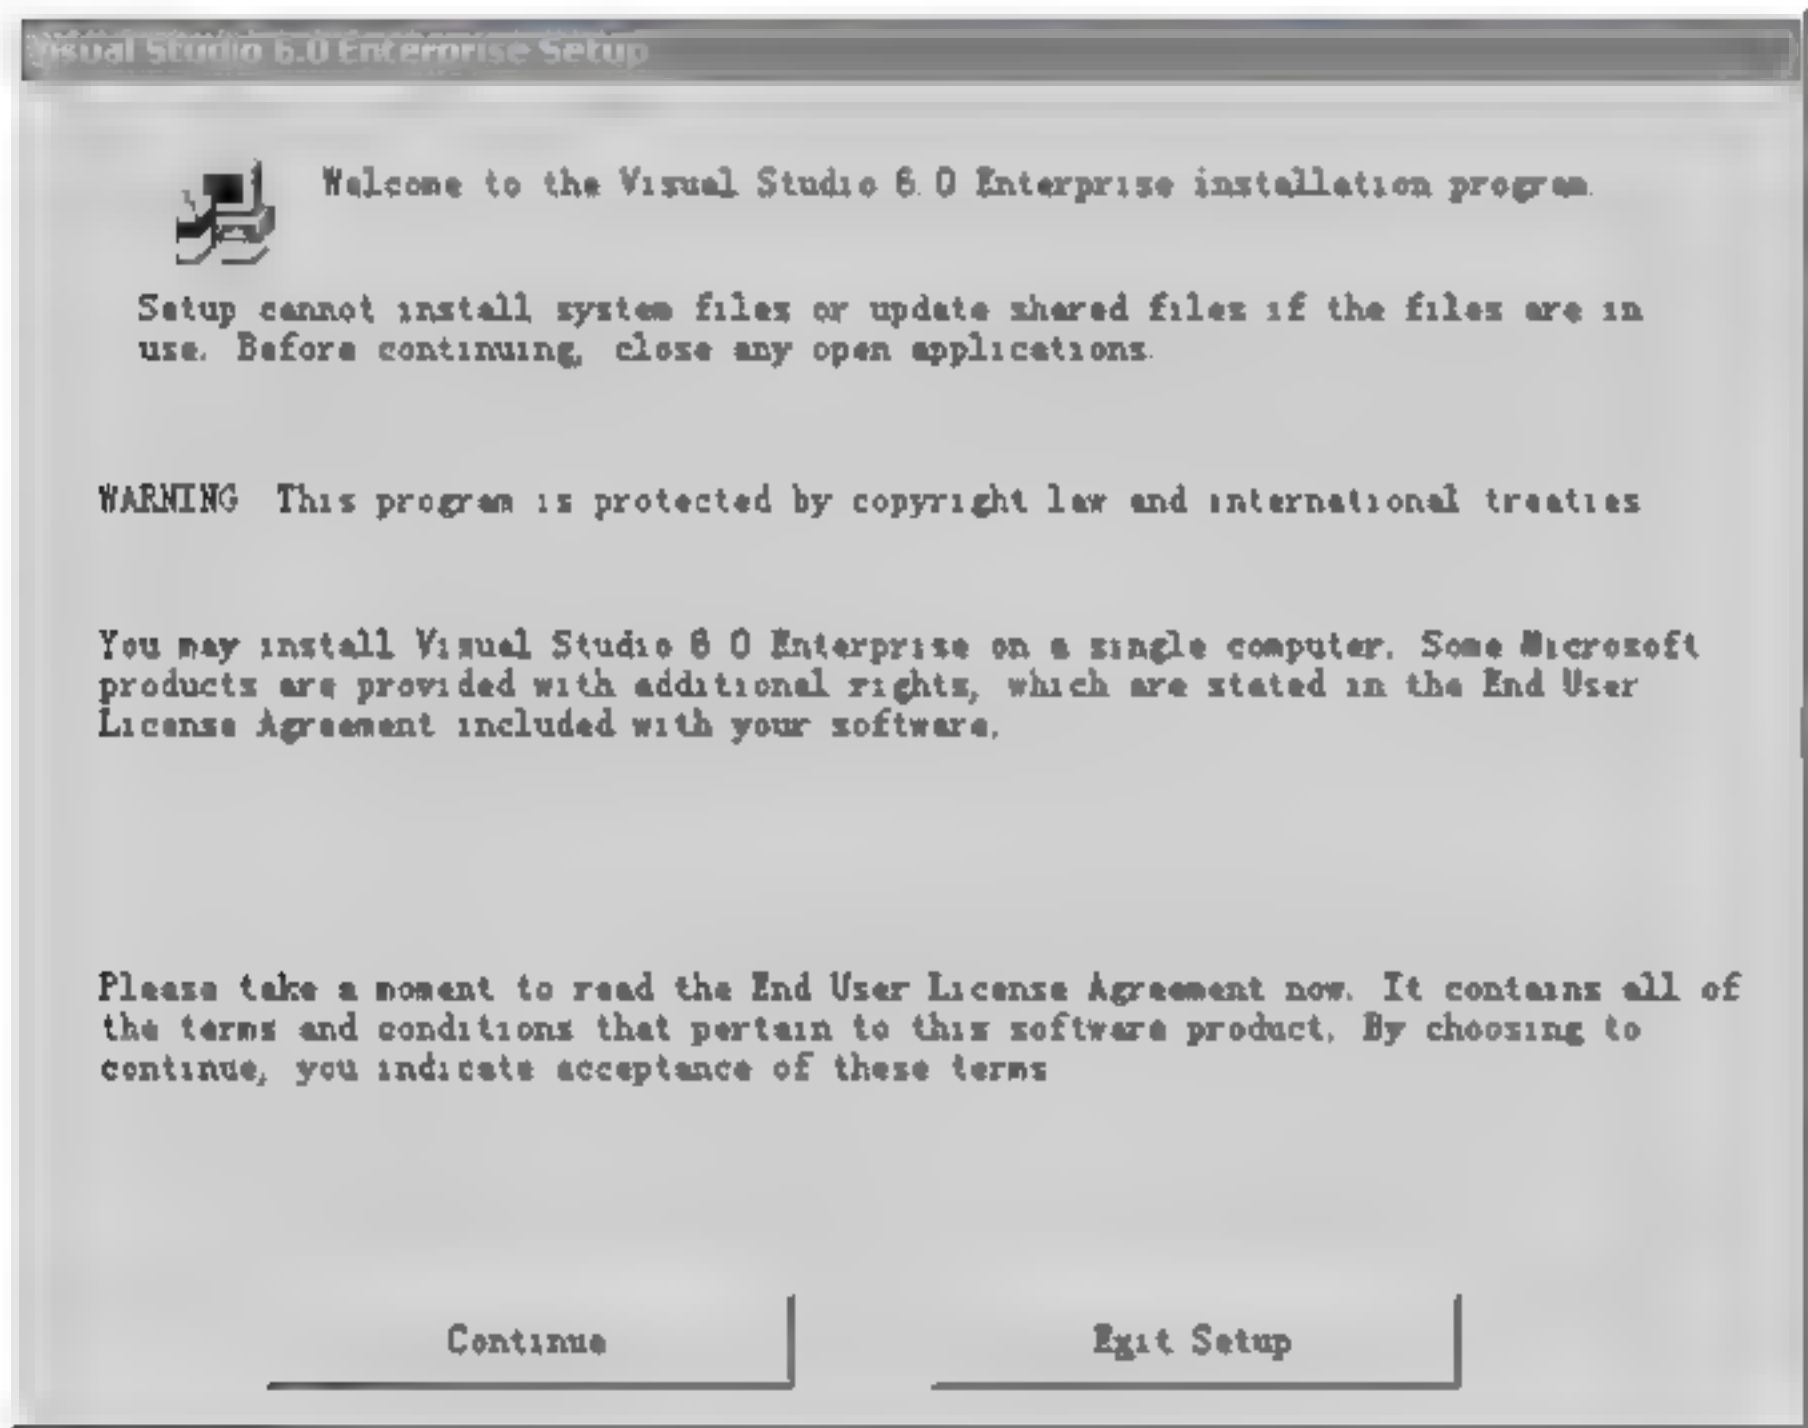 Visual Studio 6.0 Enterprise Setup
Welcome to the Visual Studio 6.0 Enterprise installation program.
Setup cannot install system files or update shared files if the files are in
use. Before continuing, close any open applications.
WARNING This program is protected by copyright law and international treaties
You may install Visual Studio 6.0 Enterprise on a single computer. Some Microsoft
products are provided with additional rights, which are stated in the End User
License Agreement included with your software.
Please take a moment to read the End User License Agreement now. It contains all of
the terms and conditions that pertain to this software product. By choosing to
continue, you indicate acceptance of these terms
Continue
Exit Setup